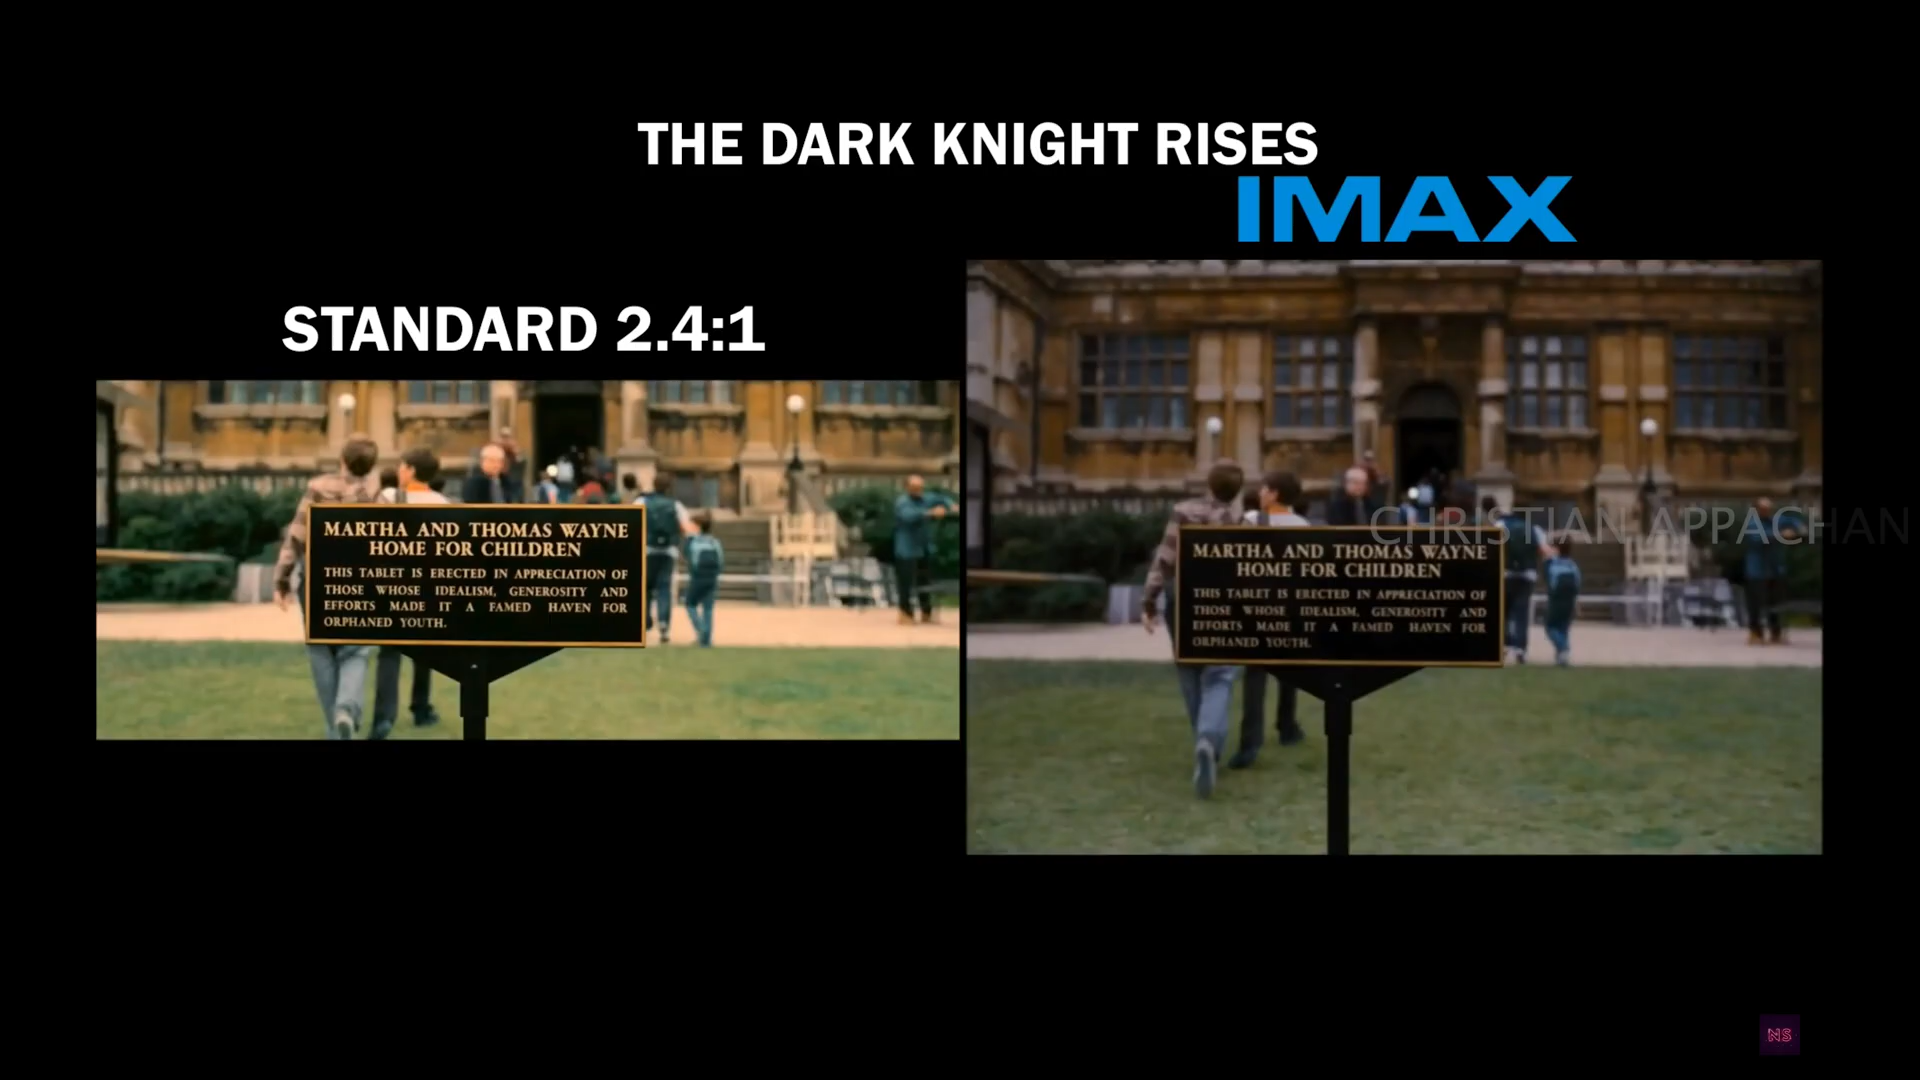 THE DARK KNIGHT RISES
IMAX
STANDARD 2.4:1
MARTHA AND THOMAS WAYNE
HOME FOR CHILDREN
THIS TABLET IS ERECTED IN APPRECIATION OF
THOSE WHOSE IDEALISM, GENEROSITY AND
EFFORTS MADE IT A FAMED HAVEN FOR
ORPHANED YOUTH.
MARTHA AND THOMAS WAYNE
HOME FOR CHILDREN
THIS TABLET IS ERECTED IN APPRECIATION OF
THOSE WHOSE IDEALISM, GENEROSITY AND
EFFORTS MADE IT A FAMED HAVEN FOR
ORPHANED YOUTH.
CHRISTIAN APPACHAN
NS